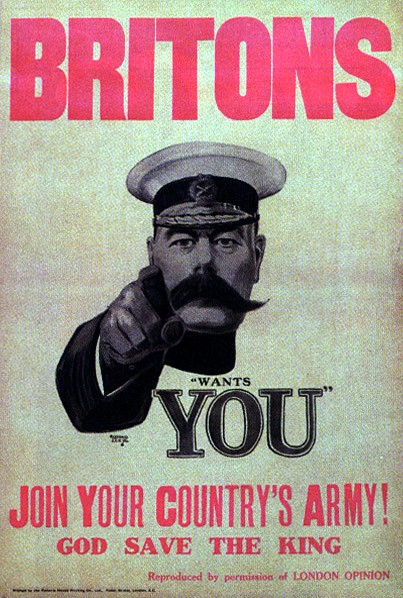 BRITONS
"WANTS
YOU"
JOIN YOUR COUNTRY'S ARMY!
GOD SAVE THE KING
Reproduced by permission of LONDON OPINION